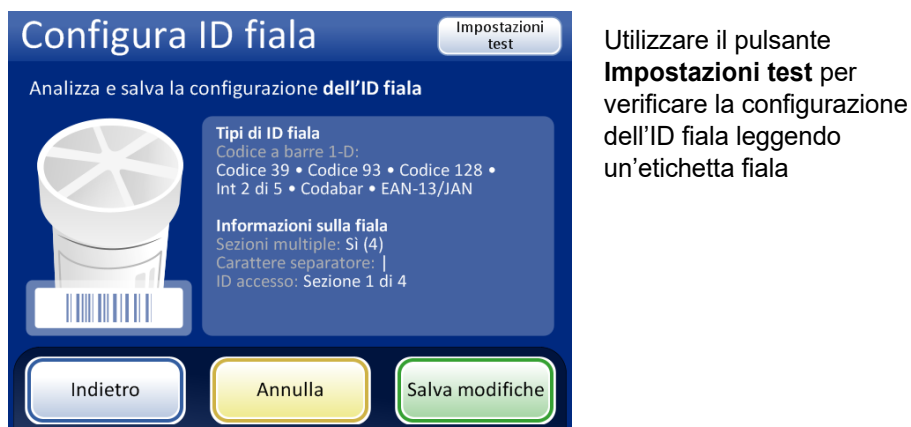 Configura ID fiala
Impostazioni
test
Analizza e salva la configurazione dell'ID fiala
Tipi di ID fiala
Codice a barre 1-D:
Codice 39 • Codice 93 • Codice 128 •
Int 2 di 5 • Codabar • EAN-13/JAN
Informazioni sulla fiala
Sezioni multiple: Sì (4)
Carattere separatore: |
ID accesso: Sezione 1 di 4
Indietro
Annulla
Salva modifiche
Utilizzare il pulsante
Impostazioni test per
verificare la configurazione
dell'ID fiala leggendo
un'etichetta fiala